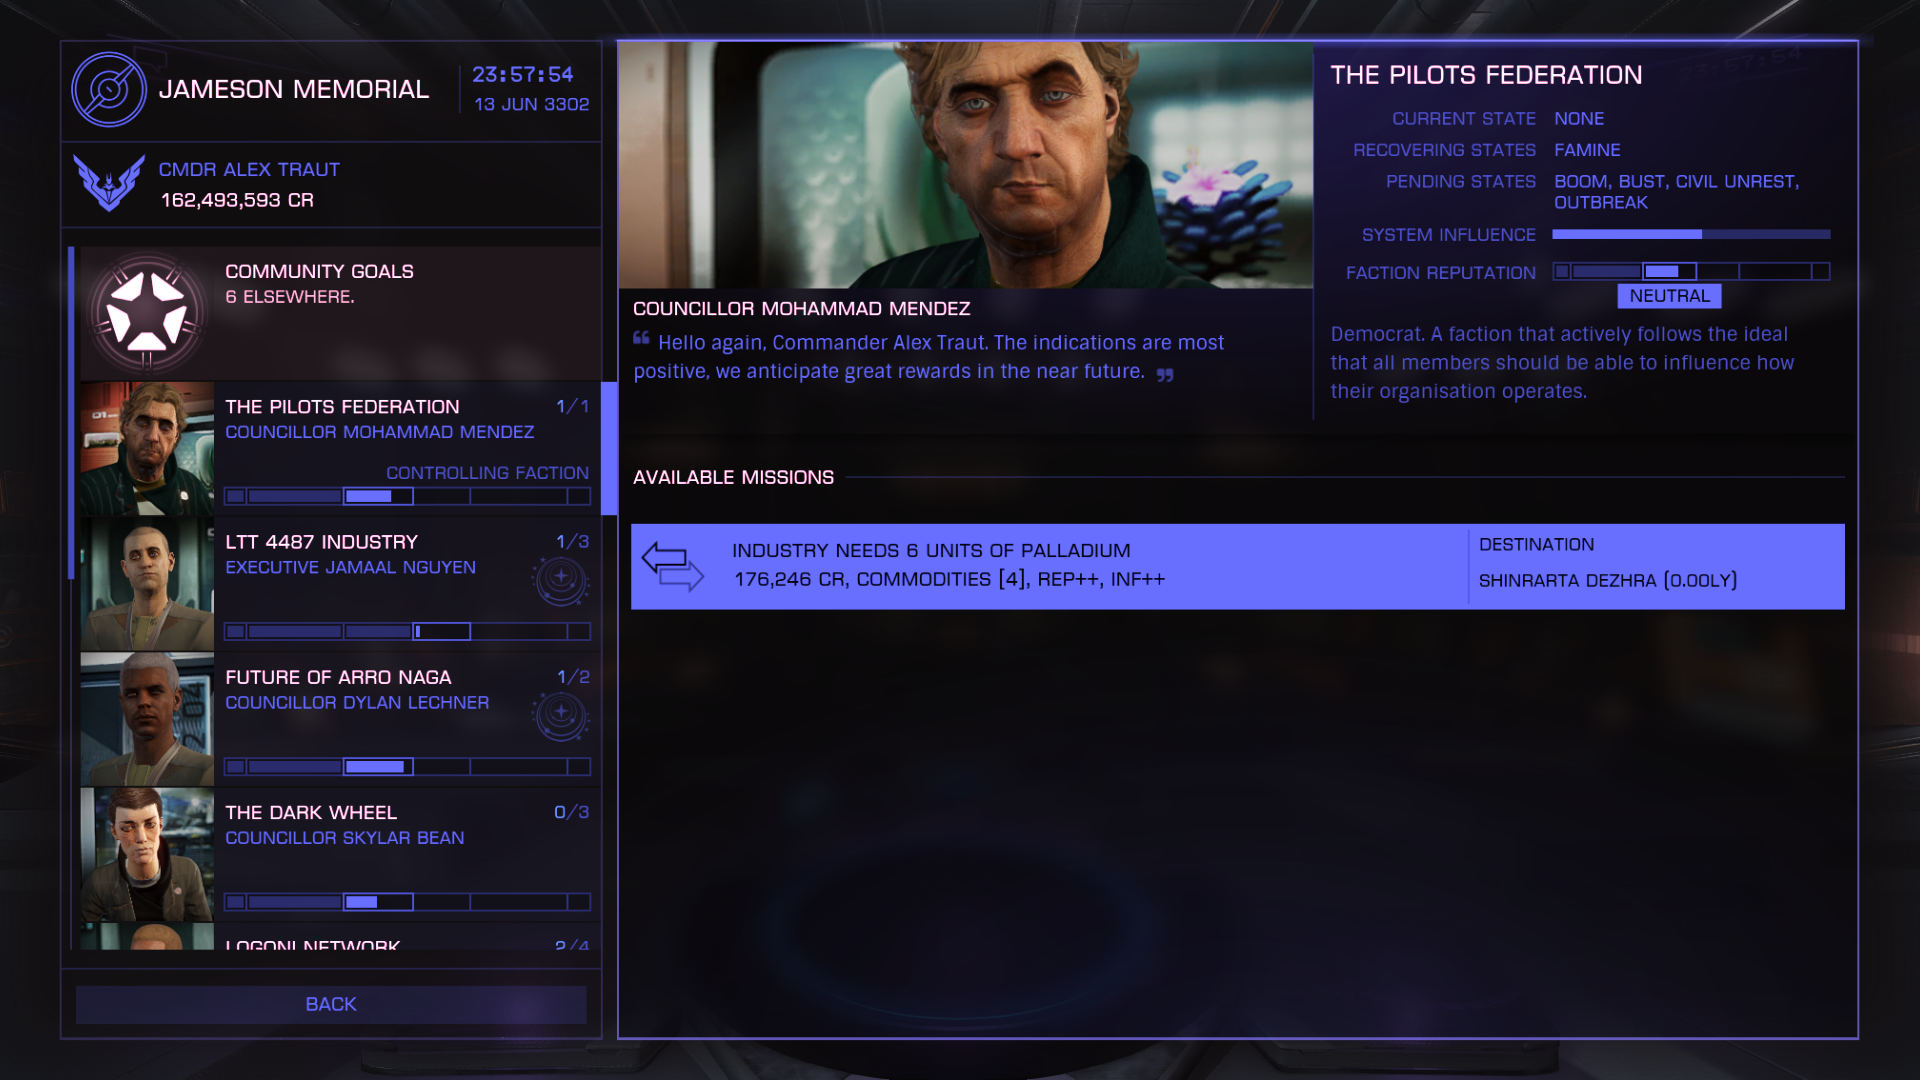 JAMESON MEMORIAL
23:57:54
13 JUN 3302
CMDR ALEX TRAUT
162,493,593 CR
COMMUNITY GOALS
6 ELSEWHERE.
THE PILOTS FEDERATION 1/1
COUNCILLOR MOHAMMAD MENDEZ
CONTROLLING FACTION
LTT 4487 INDUSTRY 1/3
EXECUTIVE JAMAAL NGUYEN
FUTURE OF ARRO NAGA 1/2
COUNCILLOR DYLAN LECHNER
THE DARK WHEEL 0/3
COUNCILLOR SKYLAR BEAN
LOGONI NETWORK 2/4
BACK
COUNCILLOR MOHAMMAD MENDEZ
“ Hello again, Commander Alex Traut. The indications are most
positive, we anticipate great rewards in the near future. ”
THE PILOTS FEDERATION
CURRENT STATE NONE
RECOVERING STATES FAMINE
PENDING STATES BOOM, BUST, CIVIL UNREST,
OUTBREAK
SYSTEM INFLUENCE
FACTION REPUTATION
NEUTRAL
Democrat. A faction that actively follows the ideal
that all members should be able to influence how
their organisation operates.
AVAILABLE MISSIONS
INDUSTRY NEEDS 6 UNITS OF PALLADIUM
176,246 CR, COMMODITIES [4], REP++, INF++
DESTINATION
SHINRARTA DEZHRA (0.00LY)